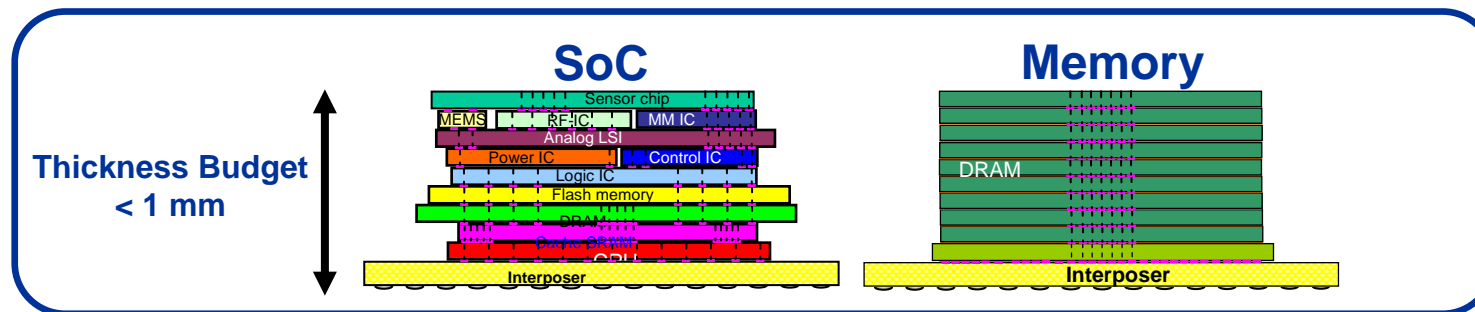 SoC
Memory
Thickness Budget
< 1 mm
Sensor chip
MEMS
RF-IC
MM IC
Analog LSI
Power IC
Control IC
Logic IC
Flash memory
DRAM
Cache SRAM
Interposer
DRAM
Interposer